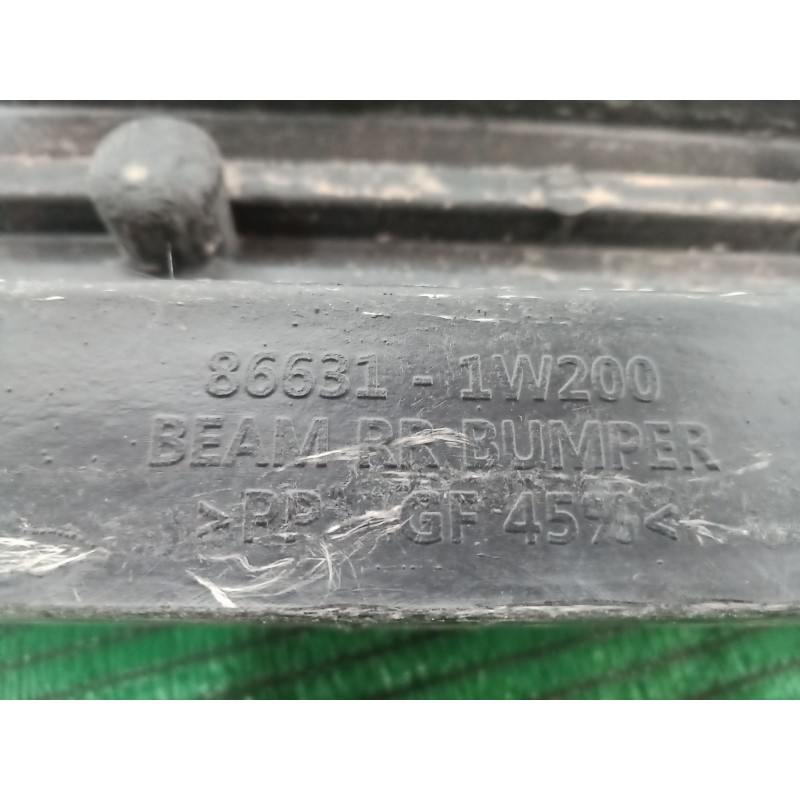 86631 - 1W200
BEAM RR BUMPER
>PP GF 45%<